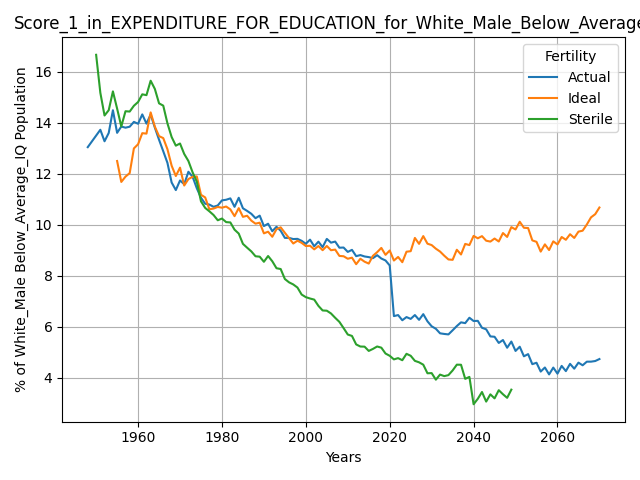 Score_1_in_EXPENDITURE_FOR_EDUCATION_for_White_Male_Below_Average
Fertility
Actual
Ideal
Sterile
% of White_Male Below_Average_IQ Population
16
14
12
10
8
6
4
1960 1980 2000 2020 2040 2060
Years